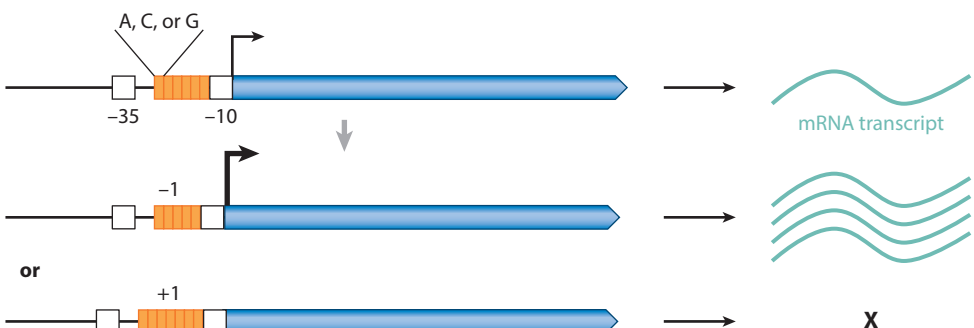 A, C, or G
–35
–10
mRNA transcript
–1
or
+1
X